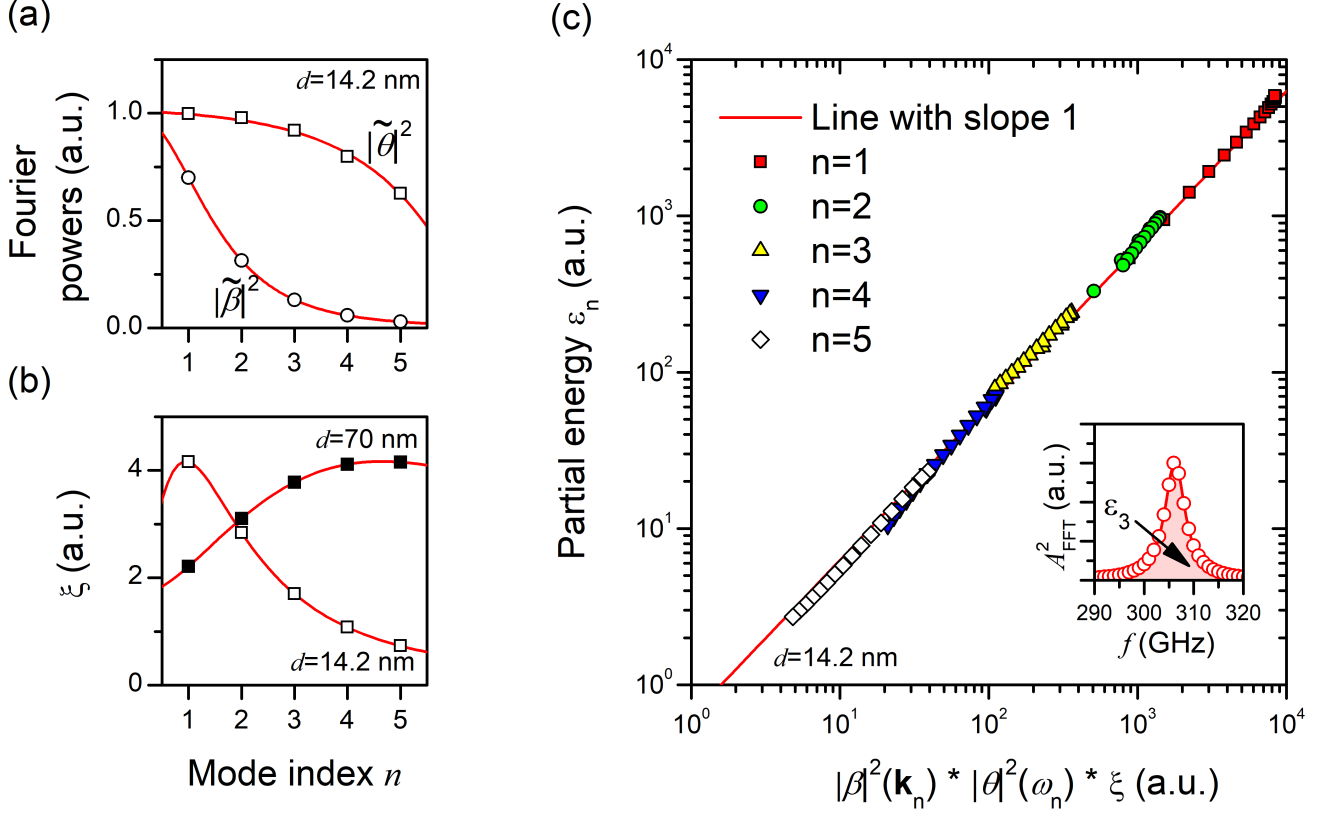 (a)
d=14.2 nm
1.0
0.5
0.0
1 2 3 4 5
Fourier
powers (a.u.)
|θ̃|²
|β̃|²
(b)
d=70 nm
4
2
0
1 2 3 4 5
ξ (a.u.)
d=14.2 nm
Mode index n
(c)
10⁴
10³
10²
10¹
10⁰
Partial energy εₙ (a.u.)
Line with slope 1
n=1
n=2
n=3
n=4
n=5
d=14.2 nm
A²FFT (a.u.)
ε₃
290 300 310 320
f (GHz)
10⁰ 10¹ 10² 10³ 10⁴
|β|²(kₙ) * |θ|²(ωₙ) * ξ (a.u.)